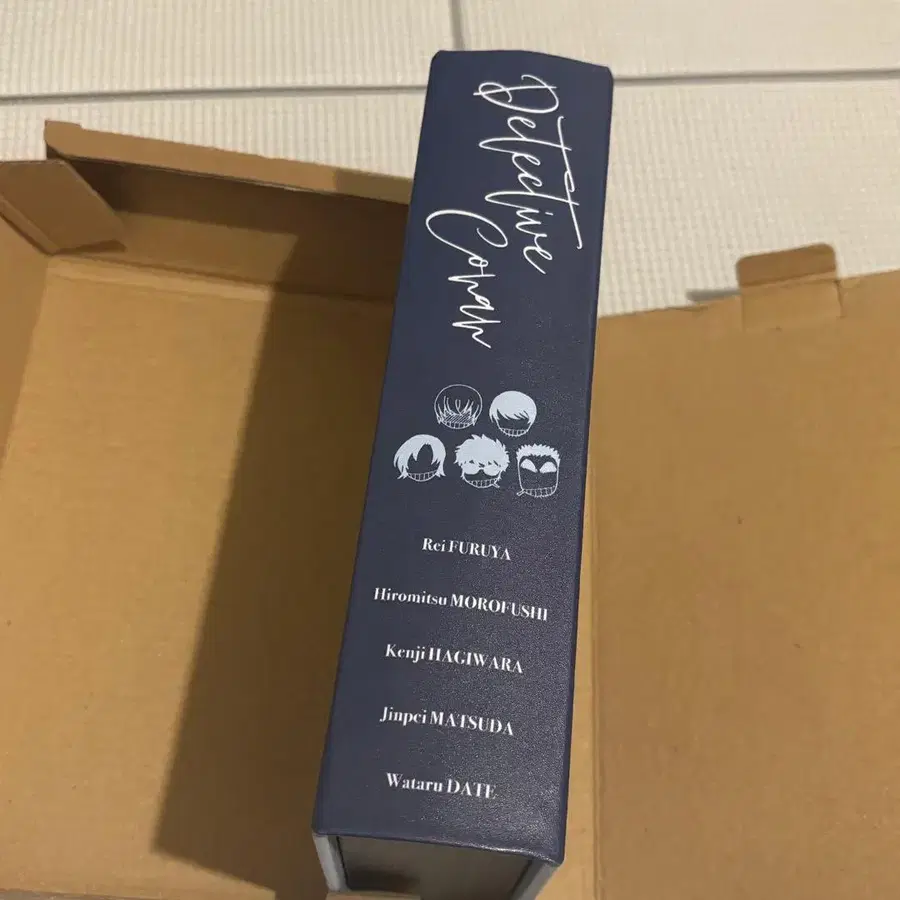 Detective
Conan
Rei FURUYA
Hiromitsu MOROFUSHI
Kenji HAGIWARA
Jinpei MATSUDA
Wataru DATE